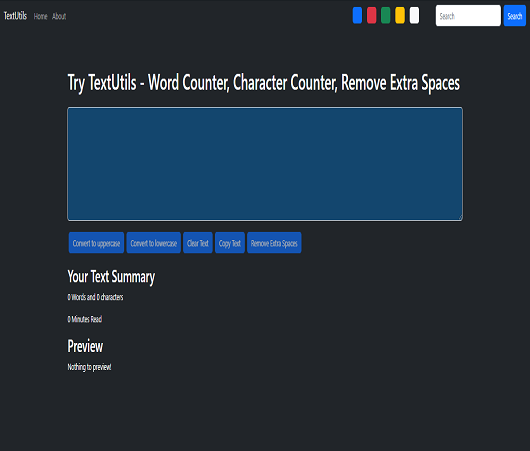 TextUtils Home About Search Search
Try TextUtils - Word Counter, Character Counter, Remove Extra Spaces
Convert to uppercase Convert to lowercase Clear Text Copy Text Remove Extra Spaces
Your Text Summary
0 Words and 0 characters
0 Minutes Read
Preview
Nothing to preview!